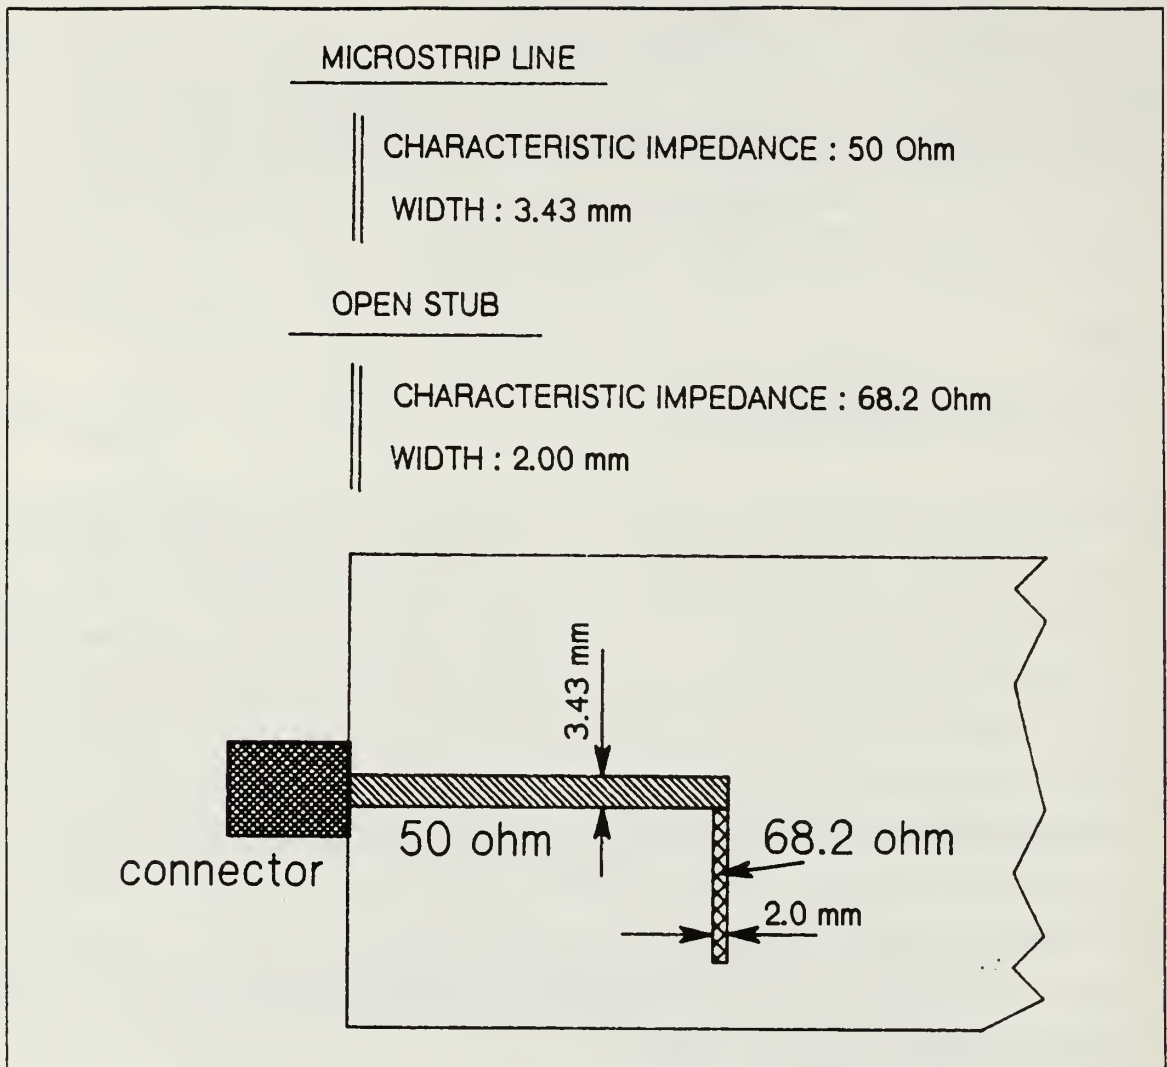 MICROSTRIP LINE
CHARACTERISTIC IMPEDANCE : 50 Ohm
WIDTH : 3.43 mm
OPEN STUB
CHARACTERISTIC IMPEDANCE : 68.2 Ohm
WIDTH : 2.00 mm
3.43 mm
50 ohm
68.2 ohm
connector
2.0 mm